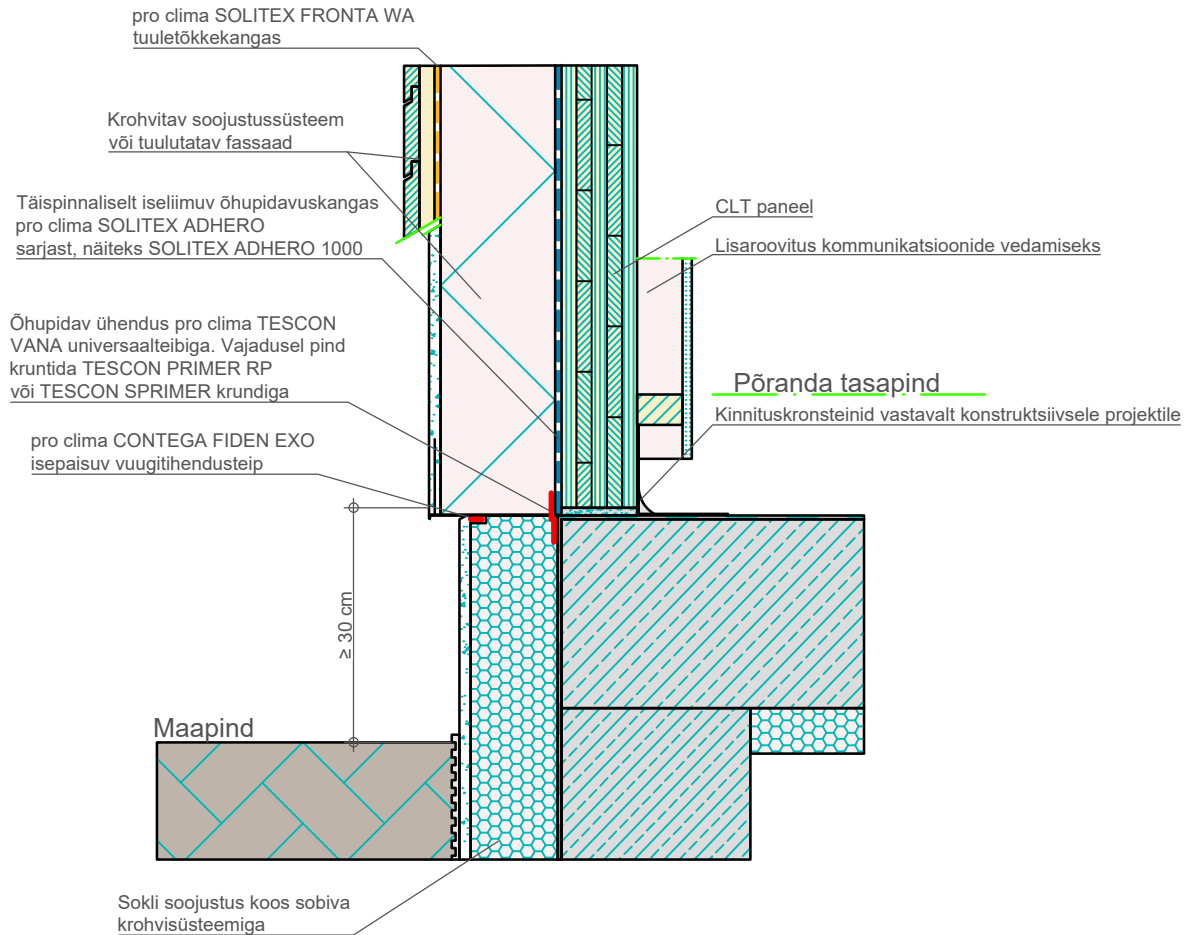 pro clima SOLITEX FRONTA WA
tuuletõkkekangas
Krohvitav soojustussüsteem
või tuulutatav fassaad
Täispinnaliselt iseliimuv õhupidavuskangas
pro clima SOLITEX ADHERO
sarjast, näiteks SOLITEX ADHERO 1000
Õhupidav ühendus pro clima TESCON
VANA universaalteibiga. Vajadusel pind
kruntida TESCON PRIMER RP
või TESCON SPRIMER krundiga
pro clima CONTEGA FIDEN EXO
isepaisuv vuugitihendusteip
CLT paneel
Lisaroovitus kommunikatsioonide vedamiseks
Põranda tasapind
Kinnituskronsteinid vastavalt konstruktsiivsele projektile
≥ 30 cm
Maapind
Sokli soojustus koos sobiva
krohvisüsteemiga